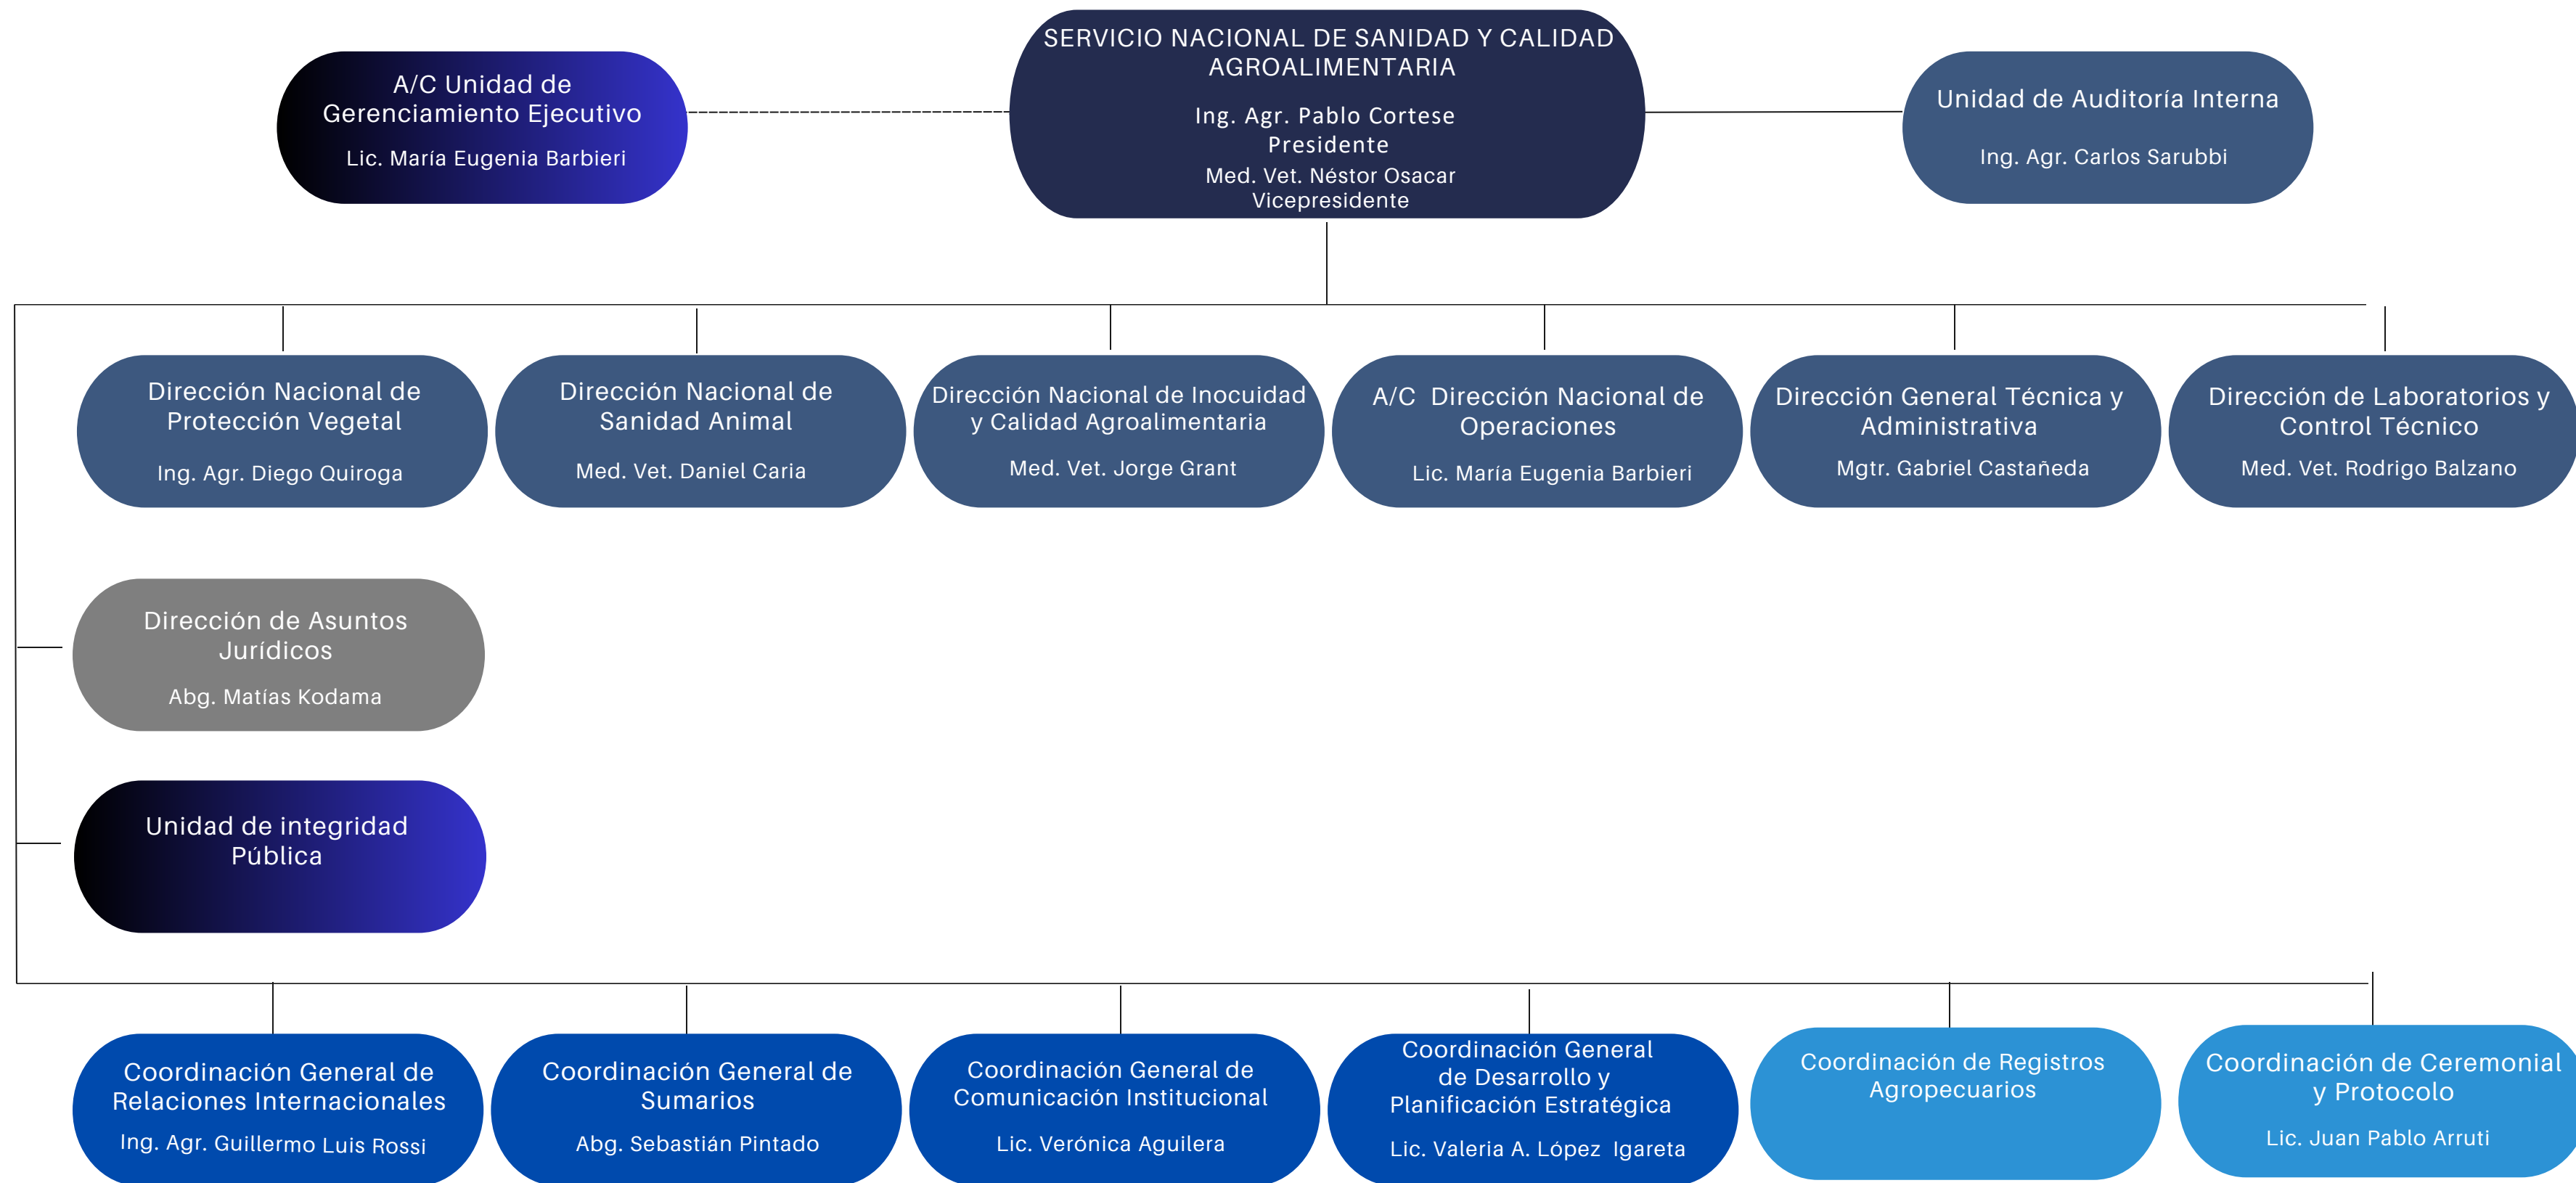 SERVICIO NACIONAL DE SANIDAD Y CALIDAD
AGROALIMENTARIA
Ing. Agr. Pablo Cortese
Presidente
Med. Vet. Néstor Osacar
Vicepresidente
A/C Unidad de
Gerenciamiento Ejecutivo
Lic. María Eugenia Barbieri
Unidad de Auditoría Interna
Ing. Agr. Carlos Sarubbi
Dirección Nacional de
Protección Vegetal
Ing. Agr. Diego Quiroga
Dirección Nacional de
Sanidad Animal
Med. Vet. Daniel Caria
Dirección Nacional de Inocuidad
y Calidad Agroalimentaria
Med. Vet. Jorge Grant
A/C  Dirección Nacional de
Operaciones
Lic. María Eugenia Barbieri
Dirección General Técnica y
Administrativa
Mgtr. Gabriel Castañeda
Dirección de Laboratorios y
Control Técnico
Med. Vet. Rodrigo Balzano
Dirección de Asuntos
Jurídicos
Abg. Matías Kodama
Unidad de integridad
Pública
Coordinación General de
Relaciones Internacionales
Ing. Agr. Guillermo Luis Rossi
Coordinación General de
Sumarios
Abg. Sebastián Pintado
Coordinación General de
Comunicación Institucional
Lic. Verónica Aguilera
Coordinación General
de Desarrollo y
Planificación Estratégica
Lic. Valeria A. López  Igareta
Coordinación de Registros
Agropecuarios
Coordinación de Ceremonial
y Protocolo
Lic. Juan Pablo Arruti